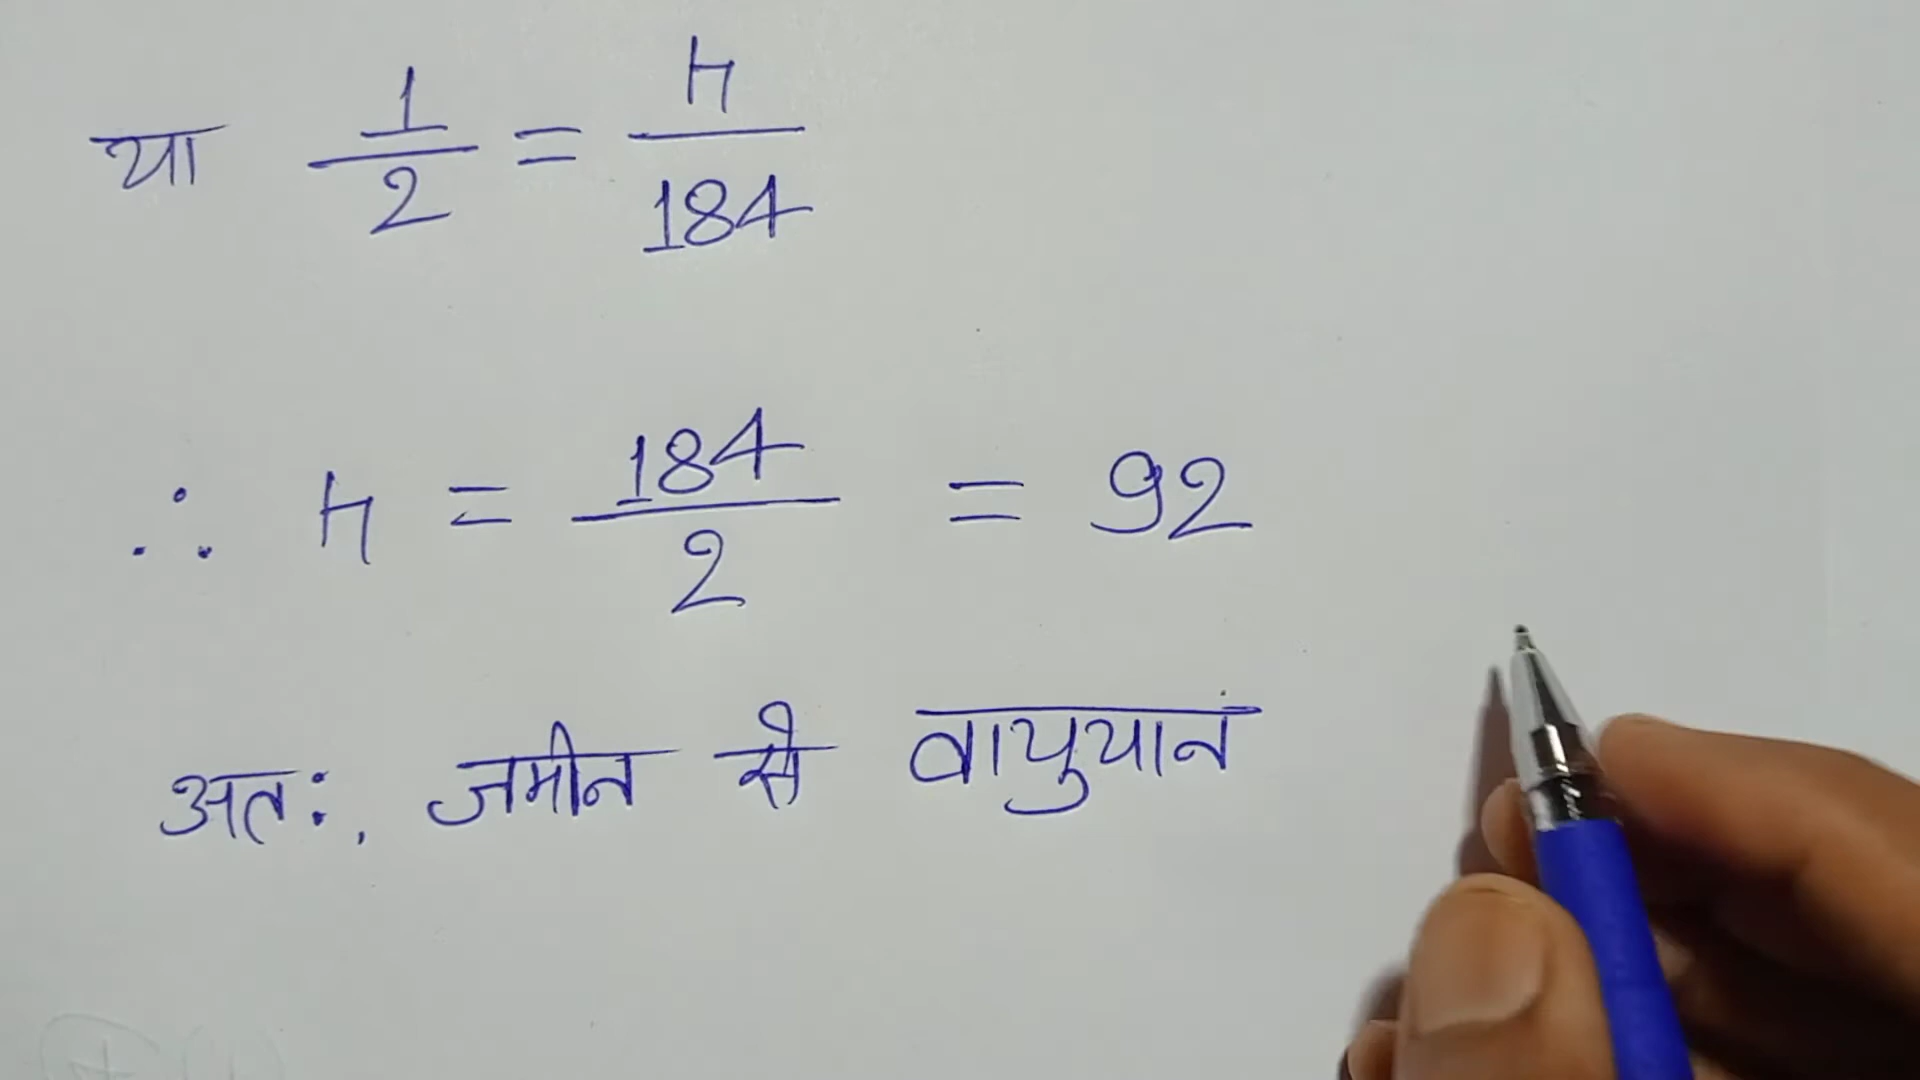 या 1/2 = h/184
∴ h = 184/2 = 92
अतः, जमीन से वायुयान